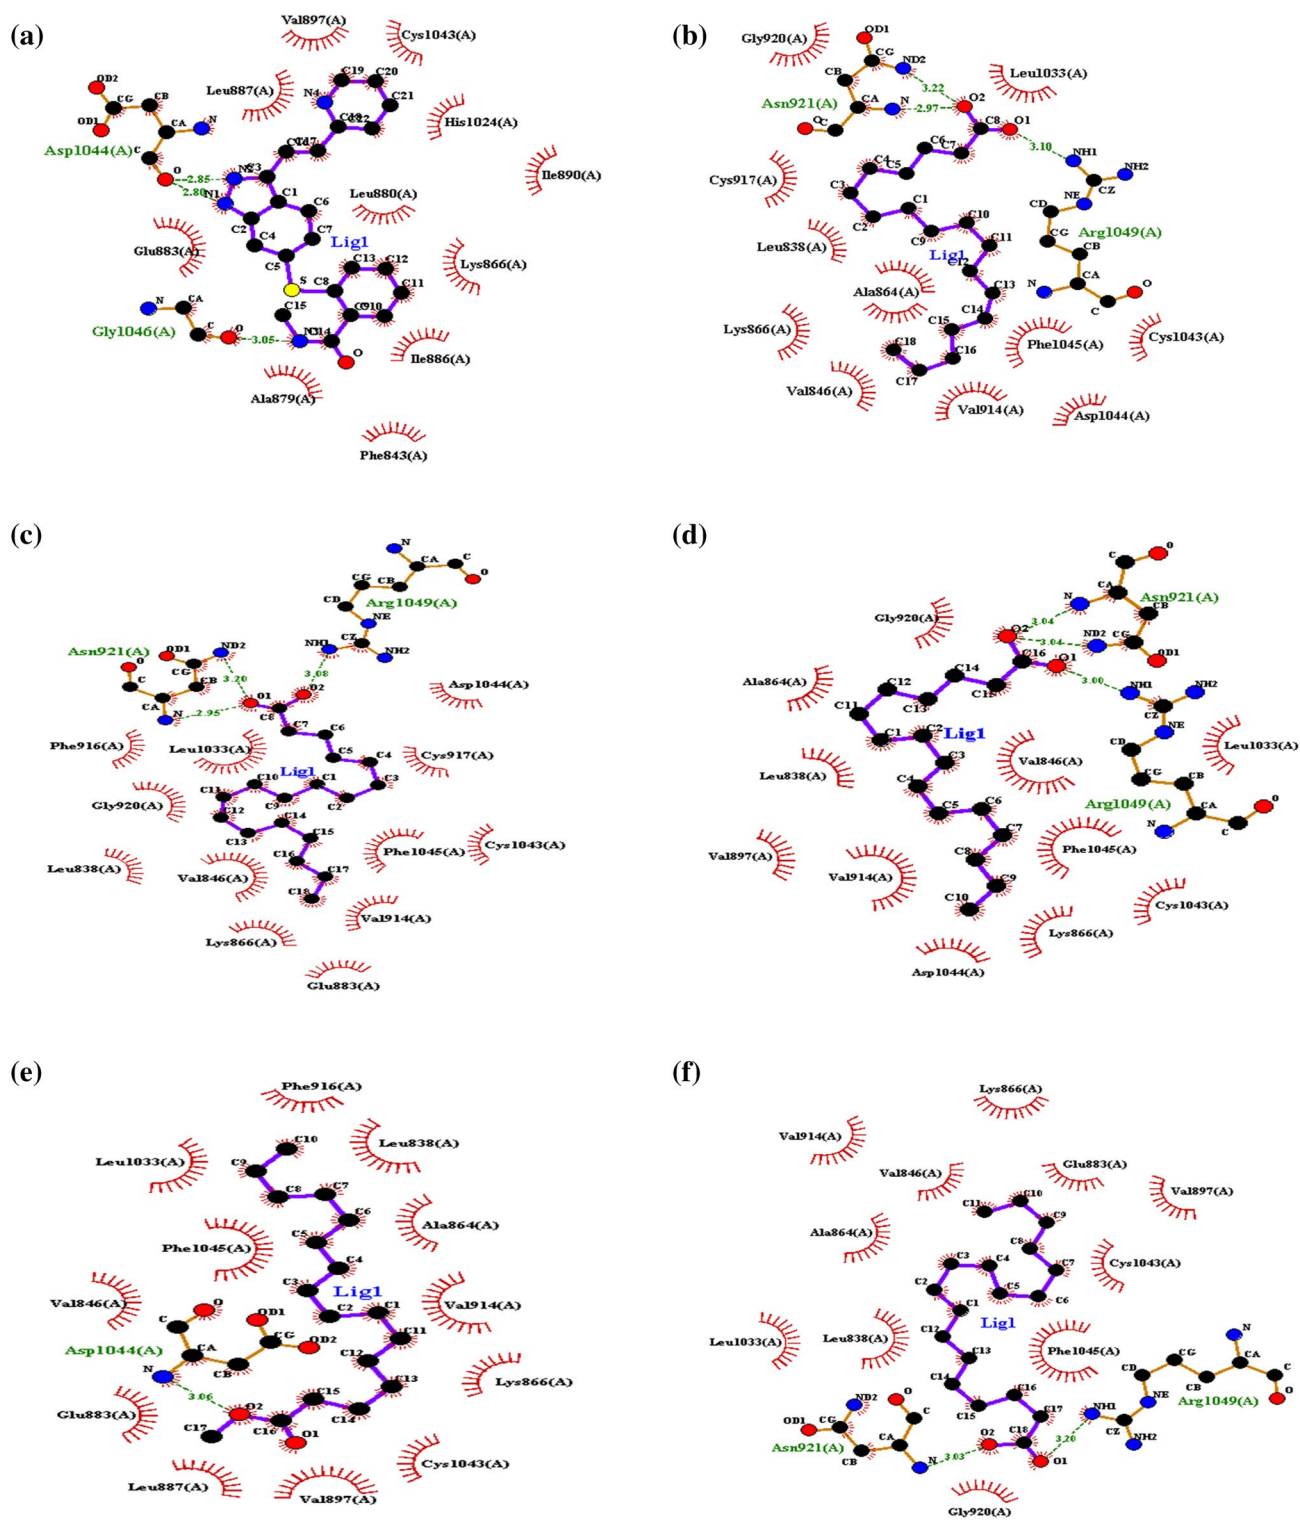 (a)
Val897(A)
Cys1043(A)
OD2
CG
CB
OD1
CA
N
Asp1044(A)
C
O
Leu887(A)
C19
C20
N4
C21
C22
His1024(A)
Ile890(A)
2.85
2.80
N1
C3
C1
C2
C4
C6
C7
C5
Leu880(A)
Lig1
Glu883(A)
Lys866(A)
S
C8
C13
C12
C11
C15
N
CA
C
O
Gly1046(A)
3.05
O
Ile886(A)
Ala879(A)
Phe843(A)
(b)
Gly920(A)
OD1
CG
ND2
CB
CA
N
Asn921(A)
C
3.22
2.97
O2
O1
C8
Leu1033(A)
3.10
NH1
NH2
CZ
NE
CD
CG
CB
CA
N
C
O
Arg1049(A)
C6
C7
C4
C5
C3
C1
C2
C10
C9
C11
C12
C13
C14
C15
C16
C17
C18
Lig1
Cys917(A)
Leu838(A)
Ala864(A)
Lys866(A)
Phe1045(A)
Cys1043(A)
Val846(A)
Val914(A)
Asp1044(A)
(c)
N
CA
C
O
CG
CB
CD
Arg1049(A)
NE
CZ
NH1
NH2
Asn921(A)
OD1
ND2
O
C
CG
CB
CA
N
3.20
3.08
2.95
O1
O2
C8
C7
C6
C5
C4
C3
C1
C2
C10
C9
C11
C12
C13
C14
C15
C16
C17
C18
Lig1
Asp1044(A)
Phe916(A)
Leu1033(A)
Cys917(A)
Gly920(A)
Leu838(A)
Val846(A)
Phe1045(A)
Cys1043(A)
Val914(A)
Lys866(A)
Glu883(A)
(d)
O
C
CA
N
Asn921(A)
CB
CG
ND2
OD1
3.04
3.04
O2
O1
C16
C14
C12
C13
C11
C1
C2
C3
C4
C5
C6
C7
C8
C9
C10
Lig1
3.00
NH1
NH2
CZ
NE
CD
CG
CB
CA
N
C
O
Arg1049(A)
Gly920(A)
Ala864(A)
Leu838(A)
Val846(A)
Leu1033(A)
Val897(A)
Val914(A)
Phe1045(A)
Cys1043(A)
Lys866(A)
Asp1044(A)
(e)
Phe916(A)
Leu838(A)
Leu1033(A)
C10
C9
C8
C7
C6
C5
C4
C3
C2
C1
C11
C12
C13
C14
C15
C16
C17
Lig1
Ala864(A)
Phe1045(A)
Val846(A)
Val914(A)
O
C
OD1
CG
OD2
CA
CB
N
Asp1044(A)
3.06
O2
O1
Lys866(A)
Glu883(A)
Cys1043(A)
Leu887(A)
Val897(A)
(f)
Lys866(A)
Val914(A)
Val846(A)
Glu883(A)
Val897(A)
Ala864(A)
Cys1043(A)
C10
C11
C9
C8
C7
C3
C4
C2
C5
C6
C1
C12
C13
C14
C15
C16
C17
C18
Lig1
Leu1033(A)
Leu838(A)
Phe1045(A)
N
CA
C
O
CG
CB
CD
NE
NH1
CZ
NH2
Arg1049(A)
ND2
O
C
OD1
CG
CA
CB
N
Asn921(A)
3.03
3.20
O2
O1
Gly920(A)